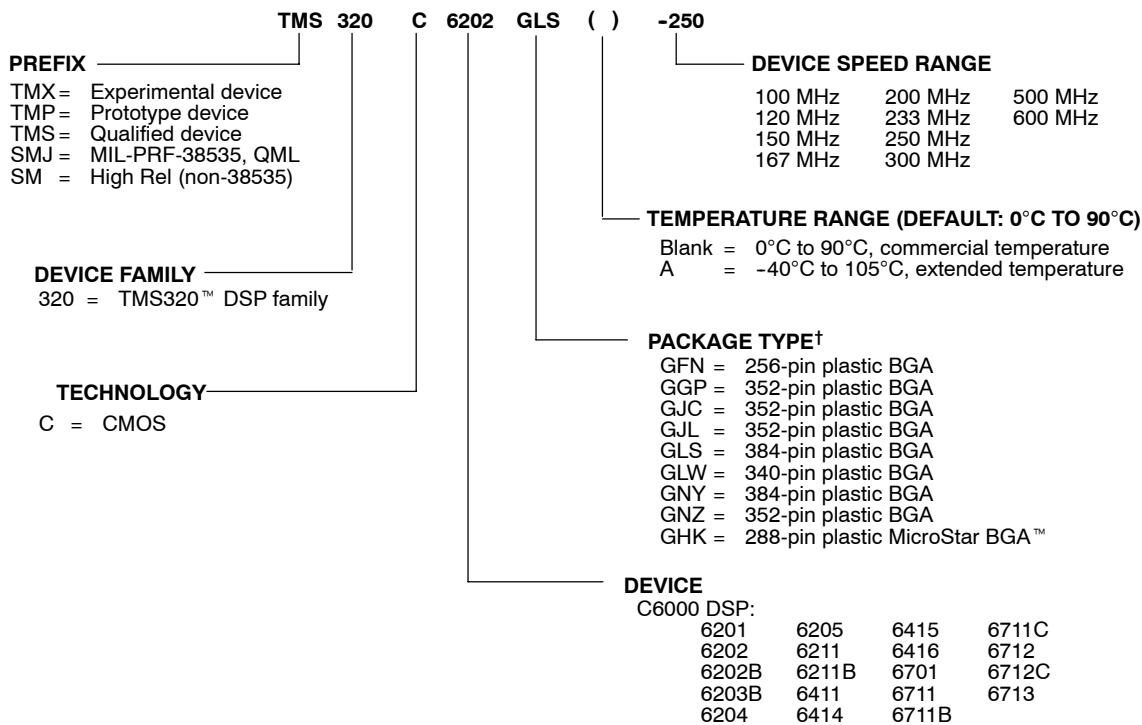 TMS 320 C 6202 GLS ( ) -250
PREFIX
TMX = Experimental device
TMP = Prototype device
TMS = Qualified device
SMJ = MIL-PRF-38535, QML
SM = High Rel (non-38535)
DEVICE SPEED RANGE
100 MHz 200 MHz 500 MHz
120 MHz 233 MHz 600 MHz
150 MHz 250 MHz
167 MHz 300 MHz
TEMPERATURE RANGE (DEFAULT: 0°C TO 90°C)
Blank = 0°C to 90°C, commercial temperature
A = -40°C to 105°C, extended temperature
DEVICE FAMILY
320 = TMS320™ DSP family
PACKAGE TYPE†
GFN = 256-pin plastic BGA
GGP = 352-pin plastic BGA
GJC = 352-pin plastic BGA
GJL = 352-pin plastic BGA
GLS = 384-pin plastic BGA
GLW = 340-pin plastic BGA
GNY = 384-pin plastic BGA
GNZ = 352-pin plastic BGA
GHK = 288-pin plastic MicroStar BGA™
TECHNOLOGY
C = CMOS
DEVICE
C6000 DSP:
6201 6205 6415 6711C
6202 6211 6416 6712
6202B 6211B 6701 6712C
6203B 6411 6711 6713
6204 6414 6711B